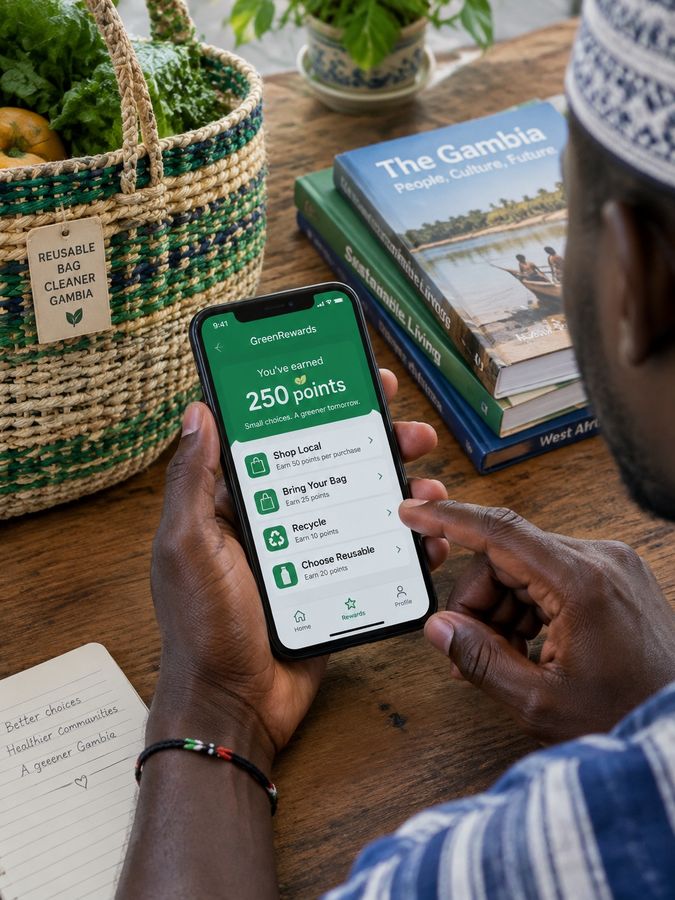 REUSABLE
BAG
CLEANER
GAMBIA
The Gambia
People, Culture, Future
Sustainable Living
West Afri
9:41
GreenRewards
You've earned
250 points
Small choices. A greener tomorrow.
Shop Local
Earn 50 points per purchase
Bring Your Bag
Earn 25 points
Recycle
Earn 10 points
Choose Reusable
Earn 20 points
Home
Rewards
Profile
Better choices
Healthier communities
A geeener Gambia